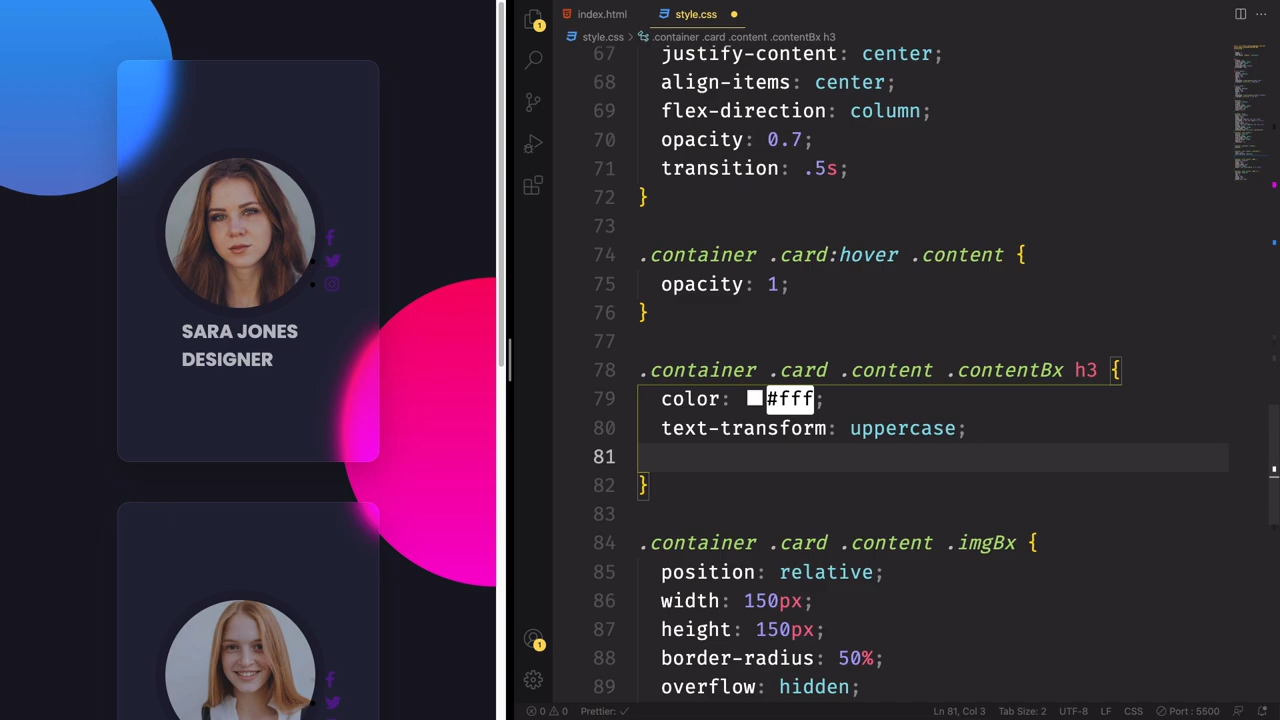 SARA JONES
DESIGNER
index.html
style.css
style.css
.container .card .content .contentBx h3
1
67 justify-content: center;
68 align-items: center;
69 flex-direction: column;
70 opacity: 0.7;
71 transition: .5s;
72 }
73
74 .container .card:hover .content {
75 opacity: 1;
76 }
77
78 .container .card .content .contentBx h3 {
79 color: #fff;
80 text-transform: uppercase;
81
82 }
83
84 .container .card .content .imgBx {
85 position: relative;
86 width: 150px;
87 height: 150px;
88 border-radius: 50%;
89 overflow: hidden;
1
0 0 Prettier: Ln 81, Col 3 Tab Size: 2 UTF-8 LF CSS Port : 5500